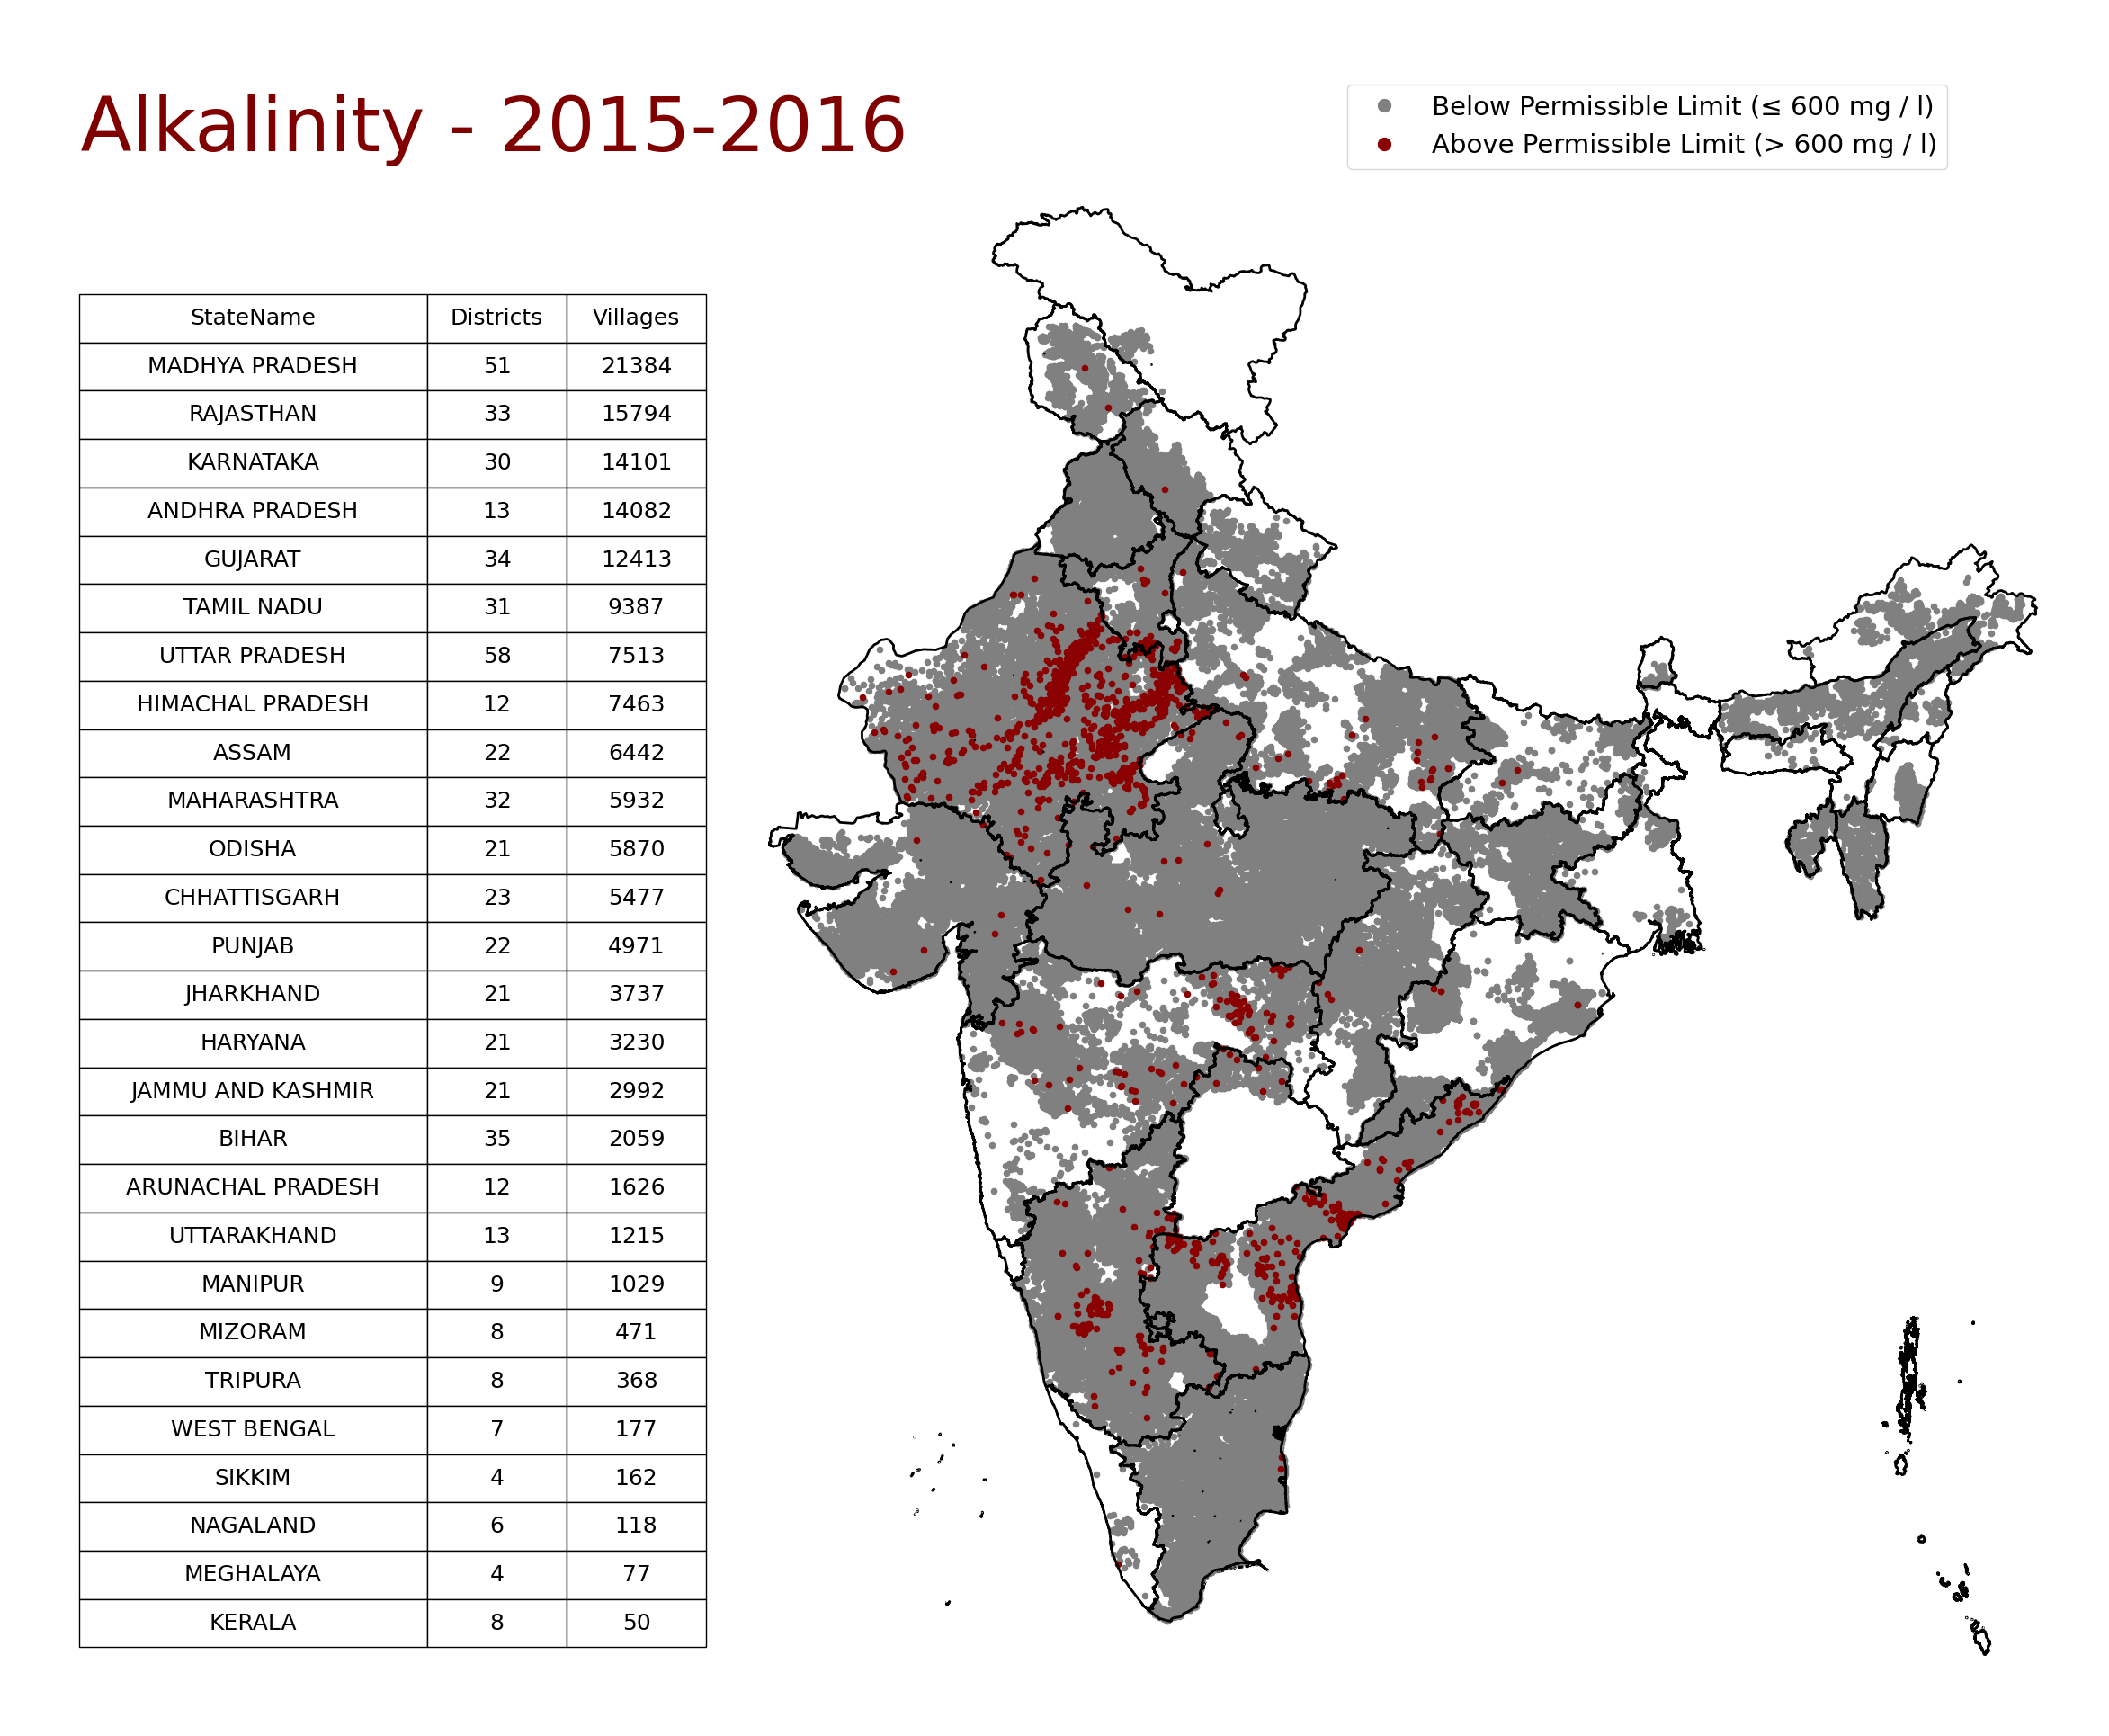 Alkalinity - 2015-2016
Below Permissible Limit (≤ 600 mg / l)
Above Permissible Limit (> 600 mg / l)
StateName Districts Villages
MADHYA PRADESH 51 21384
RAJASTHAN 33 15794
KARNATAKA 30 14101
ANDHRA PRADESH 13 14082
GUJARAT 34 12413
TAMIL NADU 31 9387
UTTAR PRADESH 58 7513
HIMACHAL PRADESH 12 7463
ASSAM 22 6442
MAHARASHTRA 32 5932
ODISHA 21 5870
CHHATTISGARH 23 5477
PUNJAB 22 4971
JHARKHAND 21 3737
HARYANA 21 3230
JAMMU AND KASHMIR 21 2992
BIHAR 35 2059
ARUNACHAL PRADESH 12 1626
UTTARAKHAND 13 1215
MANIPUR 9 1029
MIZORAM 8 471
TRIPURA 8 368
WEST BENGAL 7 177
SIKKIM 4 162
NAGALAND 6 118
MEGHALAYA 4 77
KERALA 8 50